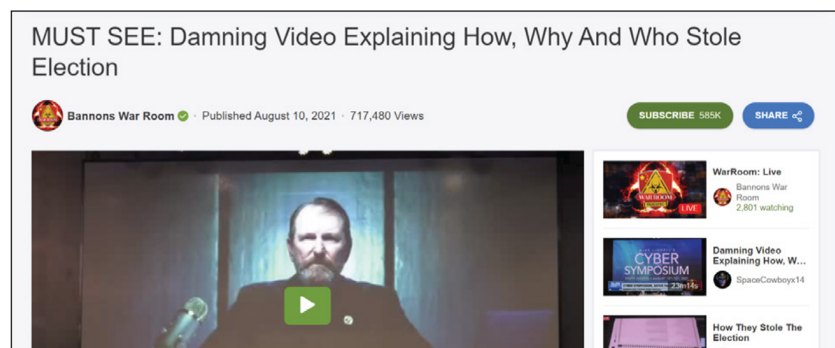 MUST SEE: Damning Video Explaining How, Why And Who Stole
Election
Bannons War Room · Published August 10, 2021 · 717,480 Views
SUBSCRIBE 585K
SHARE
WARROOM
LIVE
WarRoom: Live
Bannons War
Room
2,801 watching
CYBER
SYMPOSIUM
23m14s
Damning Video
Explaining How, W...
SpaceCowboyx14
How They Stole The
Election